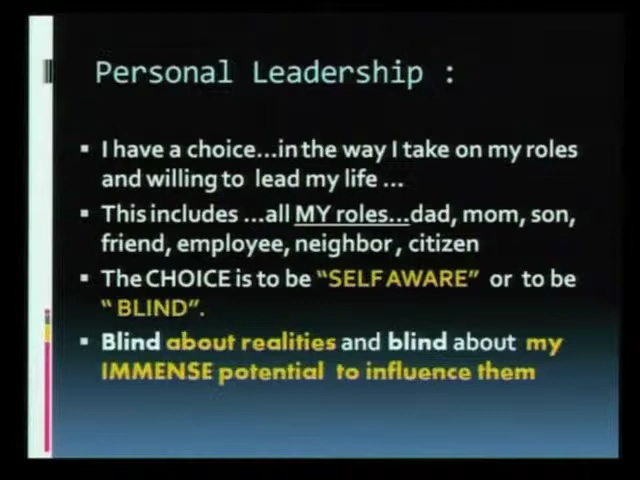 Personal Leadership :
I have a choice...in the way I take on my roles
and willing to lead my life ...
This includes ...all MY roles...dad, mom, son,
friend, employee, neighbor , citizen
The CHOICE is to be “SELF AWARE” or to be
“ BLIND”.
Blind about realities and blind about my
IMMENSE potential to influence them